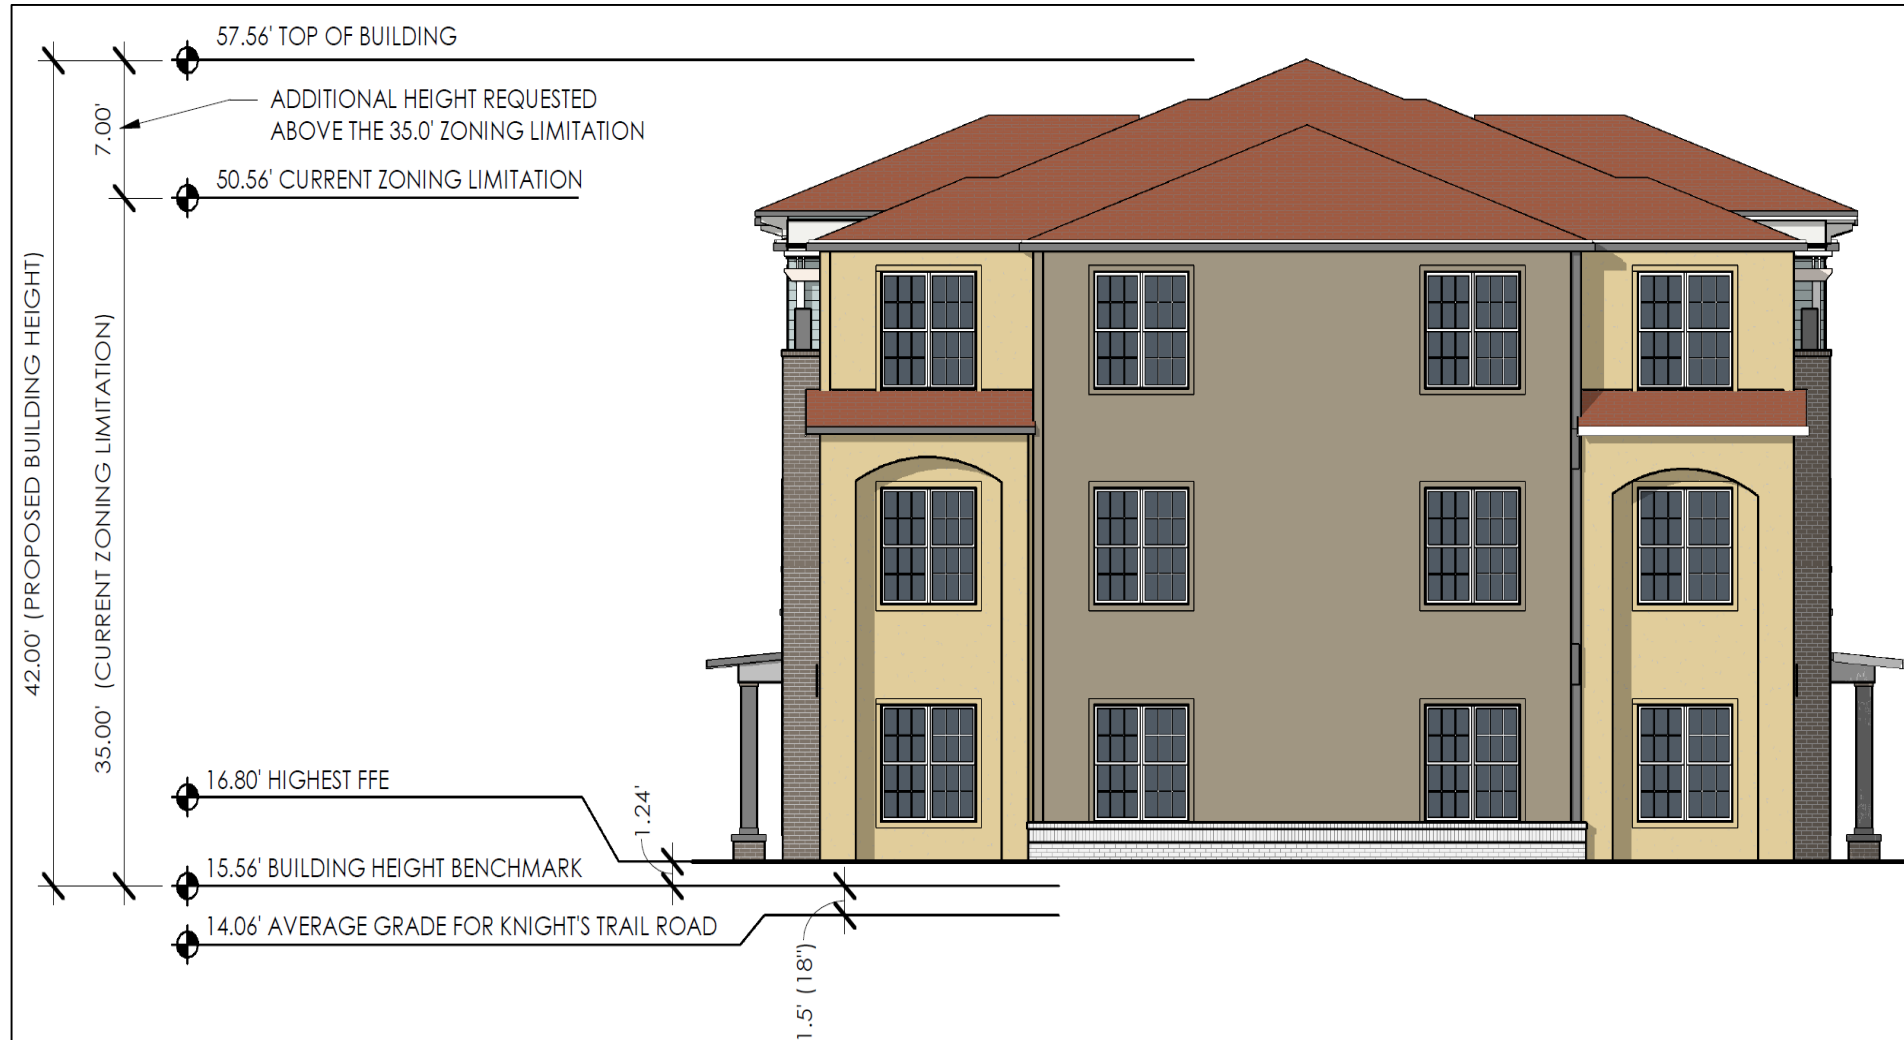 57.56' TOP OF BUILDING
ADDITIONAL HEIGHT REQUESTED
ABOVE THE 35.0' ZONING LIMITATION
7.00'
50.56' CURRENT ZONING LIMITATION
42.00' (PROPOSED BUILDING HEIGHT)
35.00' (CURRENT ZONING LIMITATION)
16.80' HIGHEST FFE
1.24'
15.56' BUILDING HEIGHT BENCHMARK
14.06' AVERAGE GRADE FOR KNIGHT'S TRAIL ROAD
1.5' (18")